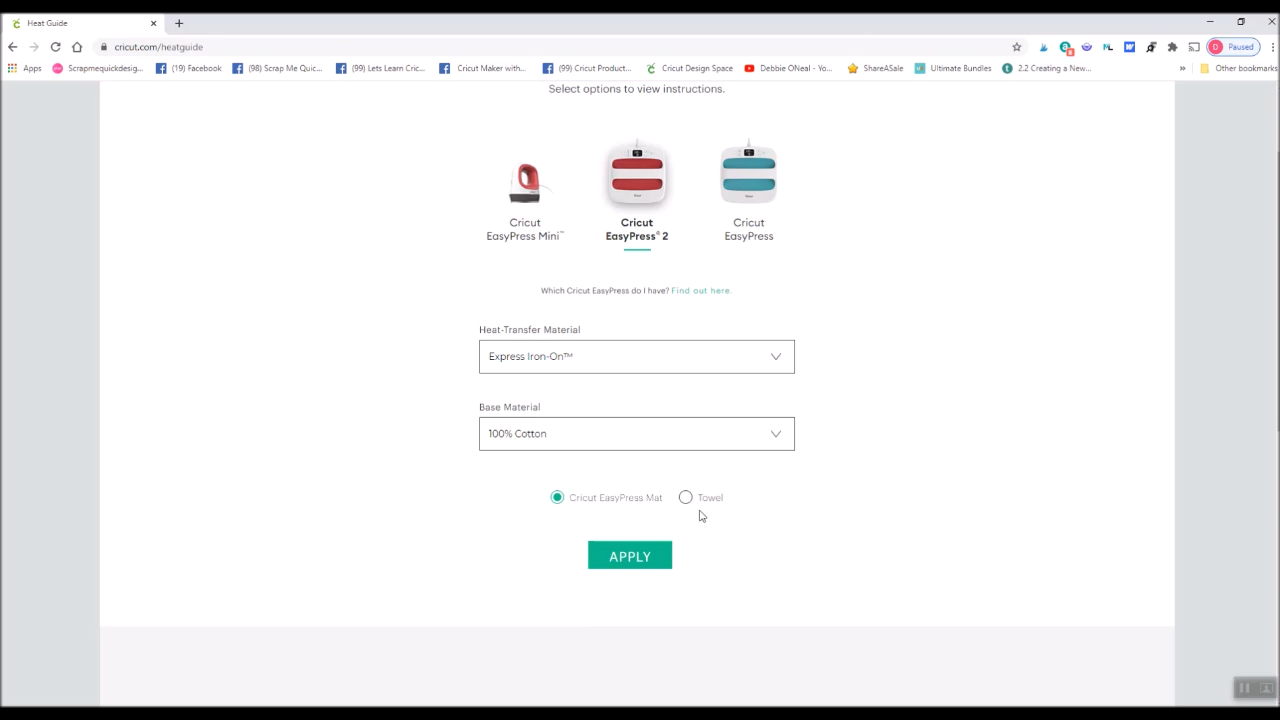 Heat Guide
cricut.com/heatguide
Paused
Apps
Scrapmequickdesig...
(19) Facebook
(98) Scrap Me Quic...
(99) Lets Learn Cric...
Cricut Maker with...
(99) Cricut Product...
Cricut Design Space
Debbie ONeal - Yo...
ShareASale
Ultimate Bundles
2.2 Creating a New...
Other bookmarks
Select options to view instructions.
Cricut
EasyPress Mini™
Cricut
EasyPress® 2
Cricut
EasyPress
Which Cricut EasyPress do I have? Find out here.
Heat-Transfer Material
Express Iron-On™
Base Material
100% Cotton
Cricut EasyPress Mat
Towel
APPLY